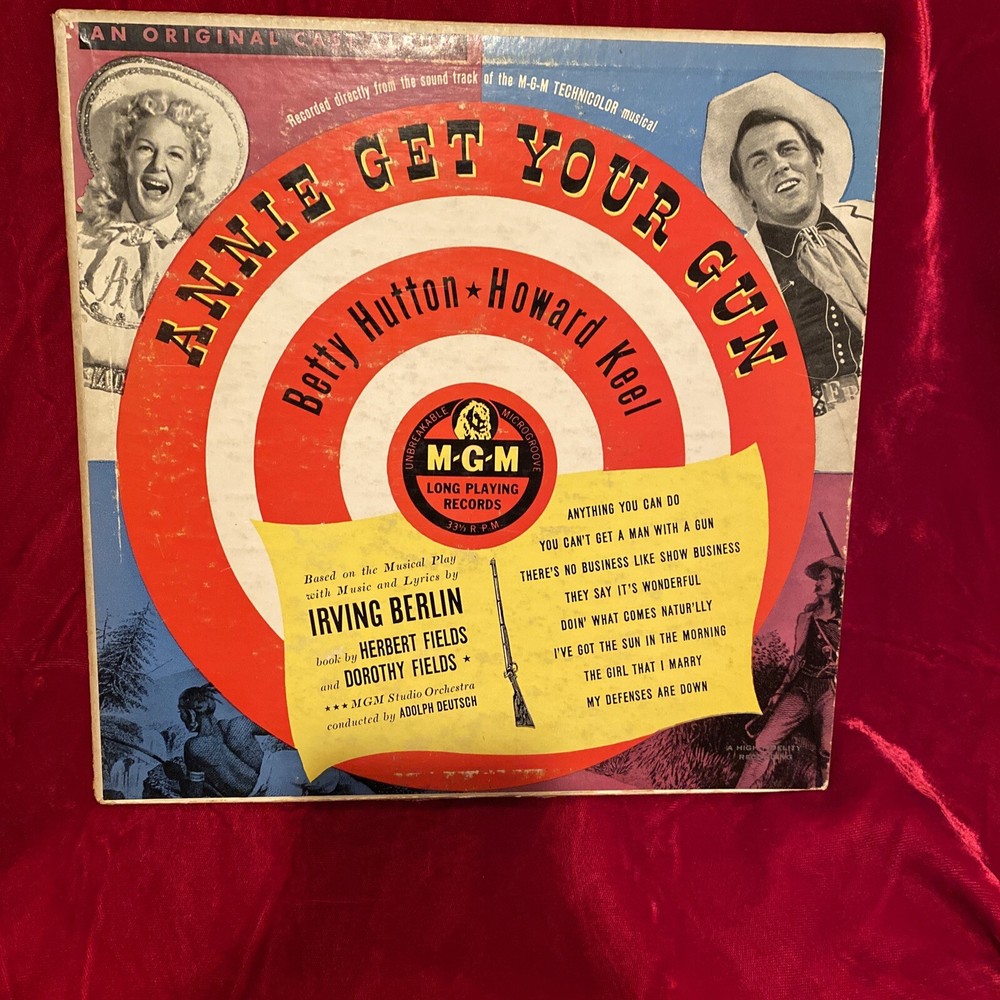 AN ORIGINAL CAST ALBUM
Recorded directly from the sound track of the M-G-M TECHNICOLOR musical
ANNIE GET YOUR GUN
Betty Hutton ★ Howard Keel
UNBREAKABLE MICROGROOVE
M-G-M
LONG PLAYING
RECORDS
33⅓ R.P.M.
Based on the Musical Play
with Music and Lyrics by
IRVING BERLIN
book by HERBERT FIELDS
and DOROTHY FIELDS ★
★★★ MGM Studio Orchestra
conducted by ADOLPH DEUTSCH
ANYTHING YOU CAN DO
YOU CAN'T GET A MAN WITH A GUN
THERE'S NO BUSINESS LIKE SHOW BUSINESS
THEY SAY IT'S WONDERFUL
DOIN' WHAT COMES NATUR'LLY
I'VE GOT THE SUN IN THE MORNING
THE GIRL THAT I MARRY
MY DEFENSES ARE DOWN
A HIGH FIDELITY
RECORDING